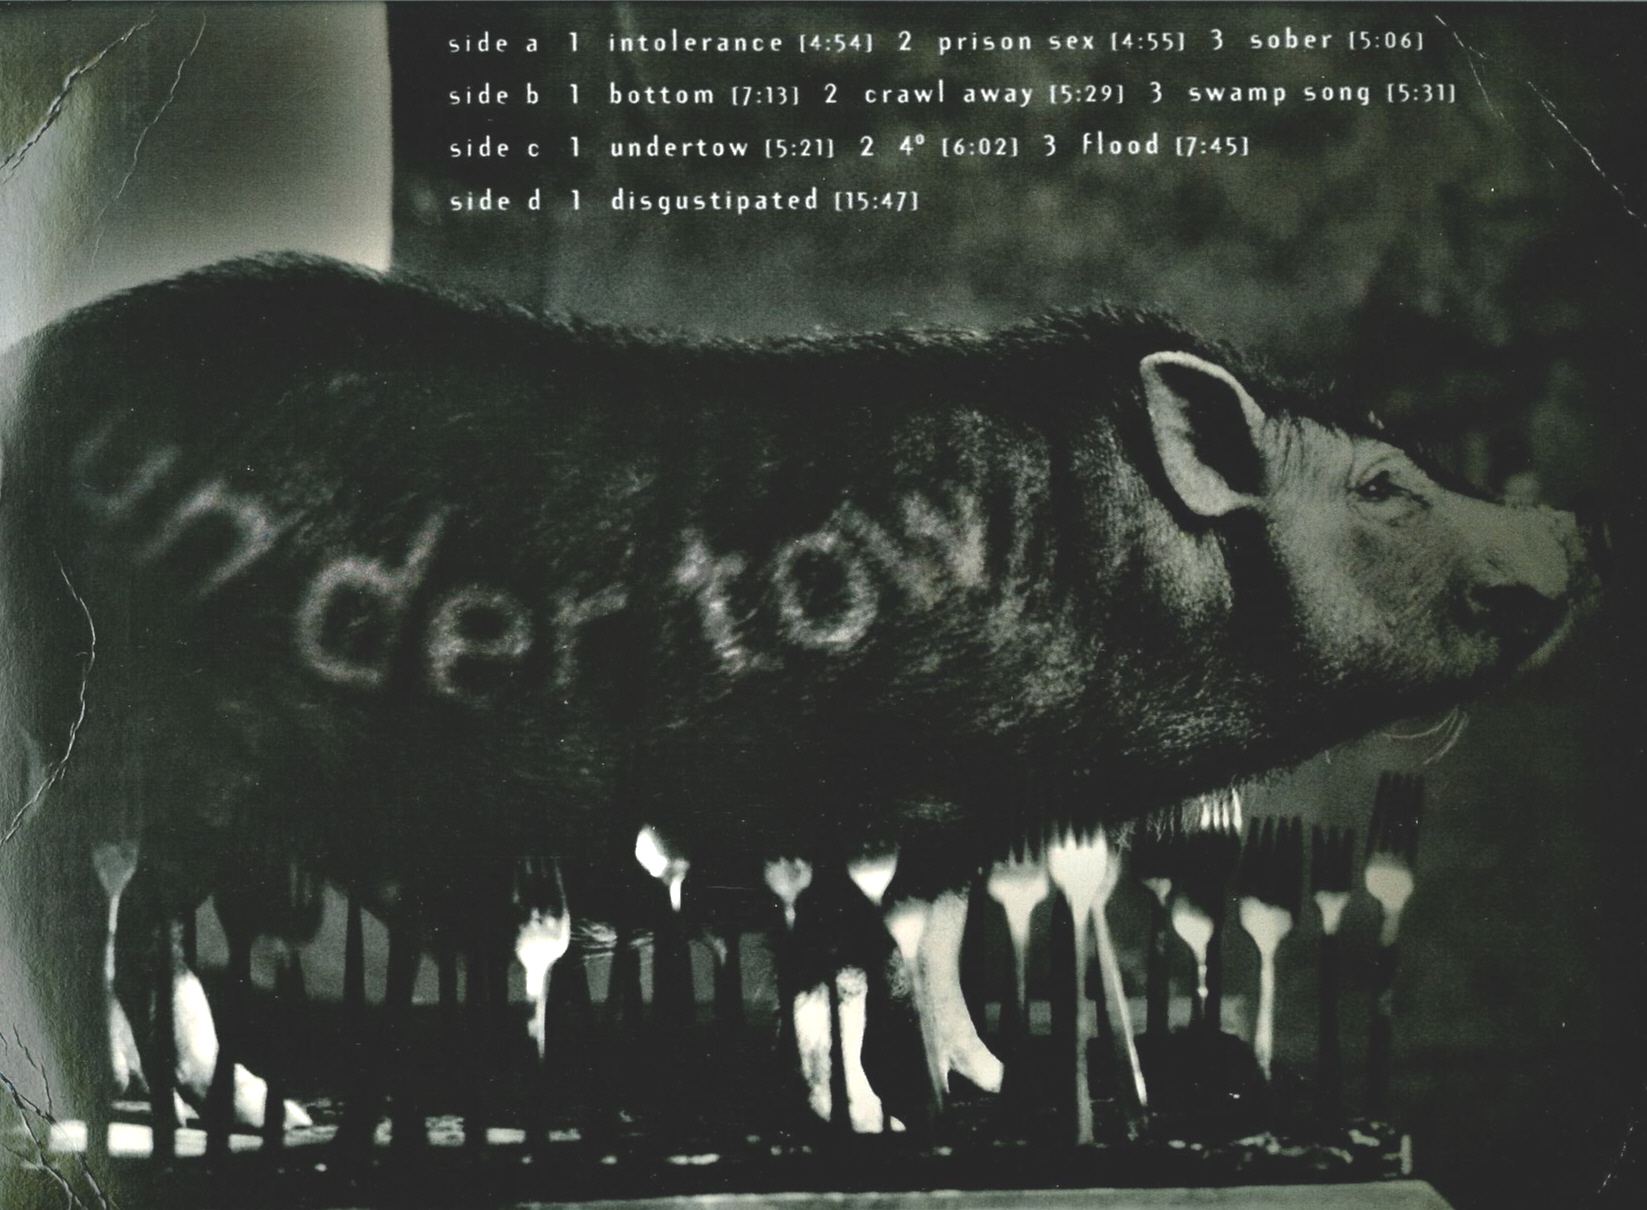 side a 1 intolerance [4:54] 2 prison sex [4:55] 3 sober [5:06]
side b 1 bottom [7:13] 2 crawl away [5:29] 3 swamp song [5:31]
side c 1 undertow [5:21] 2 4° [6:02] 3 flood [7:45]
side d 1 disgustipated [15:47]
undertow